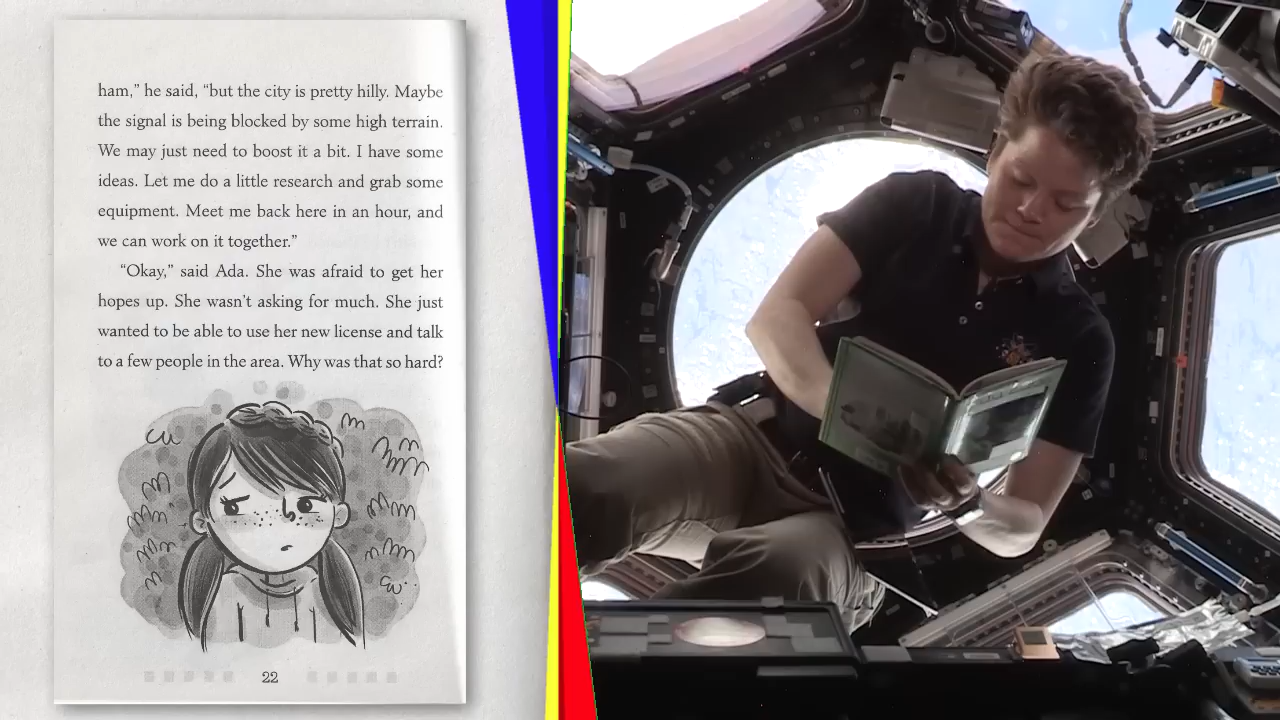 ham,” he said, “but the city is pretty hilly. Maybe
the signal is being blocked by some high terrain.
We may just need to boost it a bit. I have some
ideas. Let me do a little research and grab some
equipment. Meet me back here in an hour, and
we can work on it together.”
“Okay,” said Ada. She was afraid to get her
hopes up. She wasn’t asking for much. She just
wanted to be able to use her new license and talk
to a few people in the area. Why was that so hard?
22